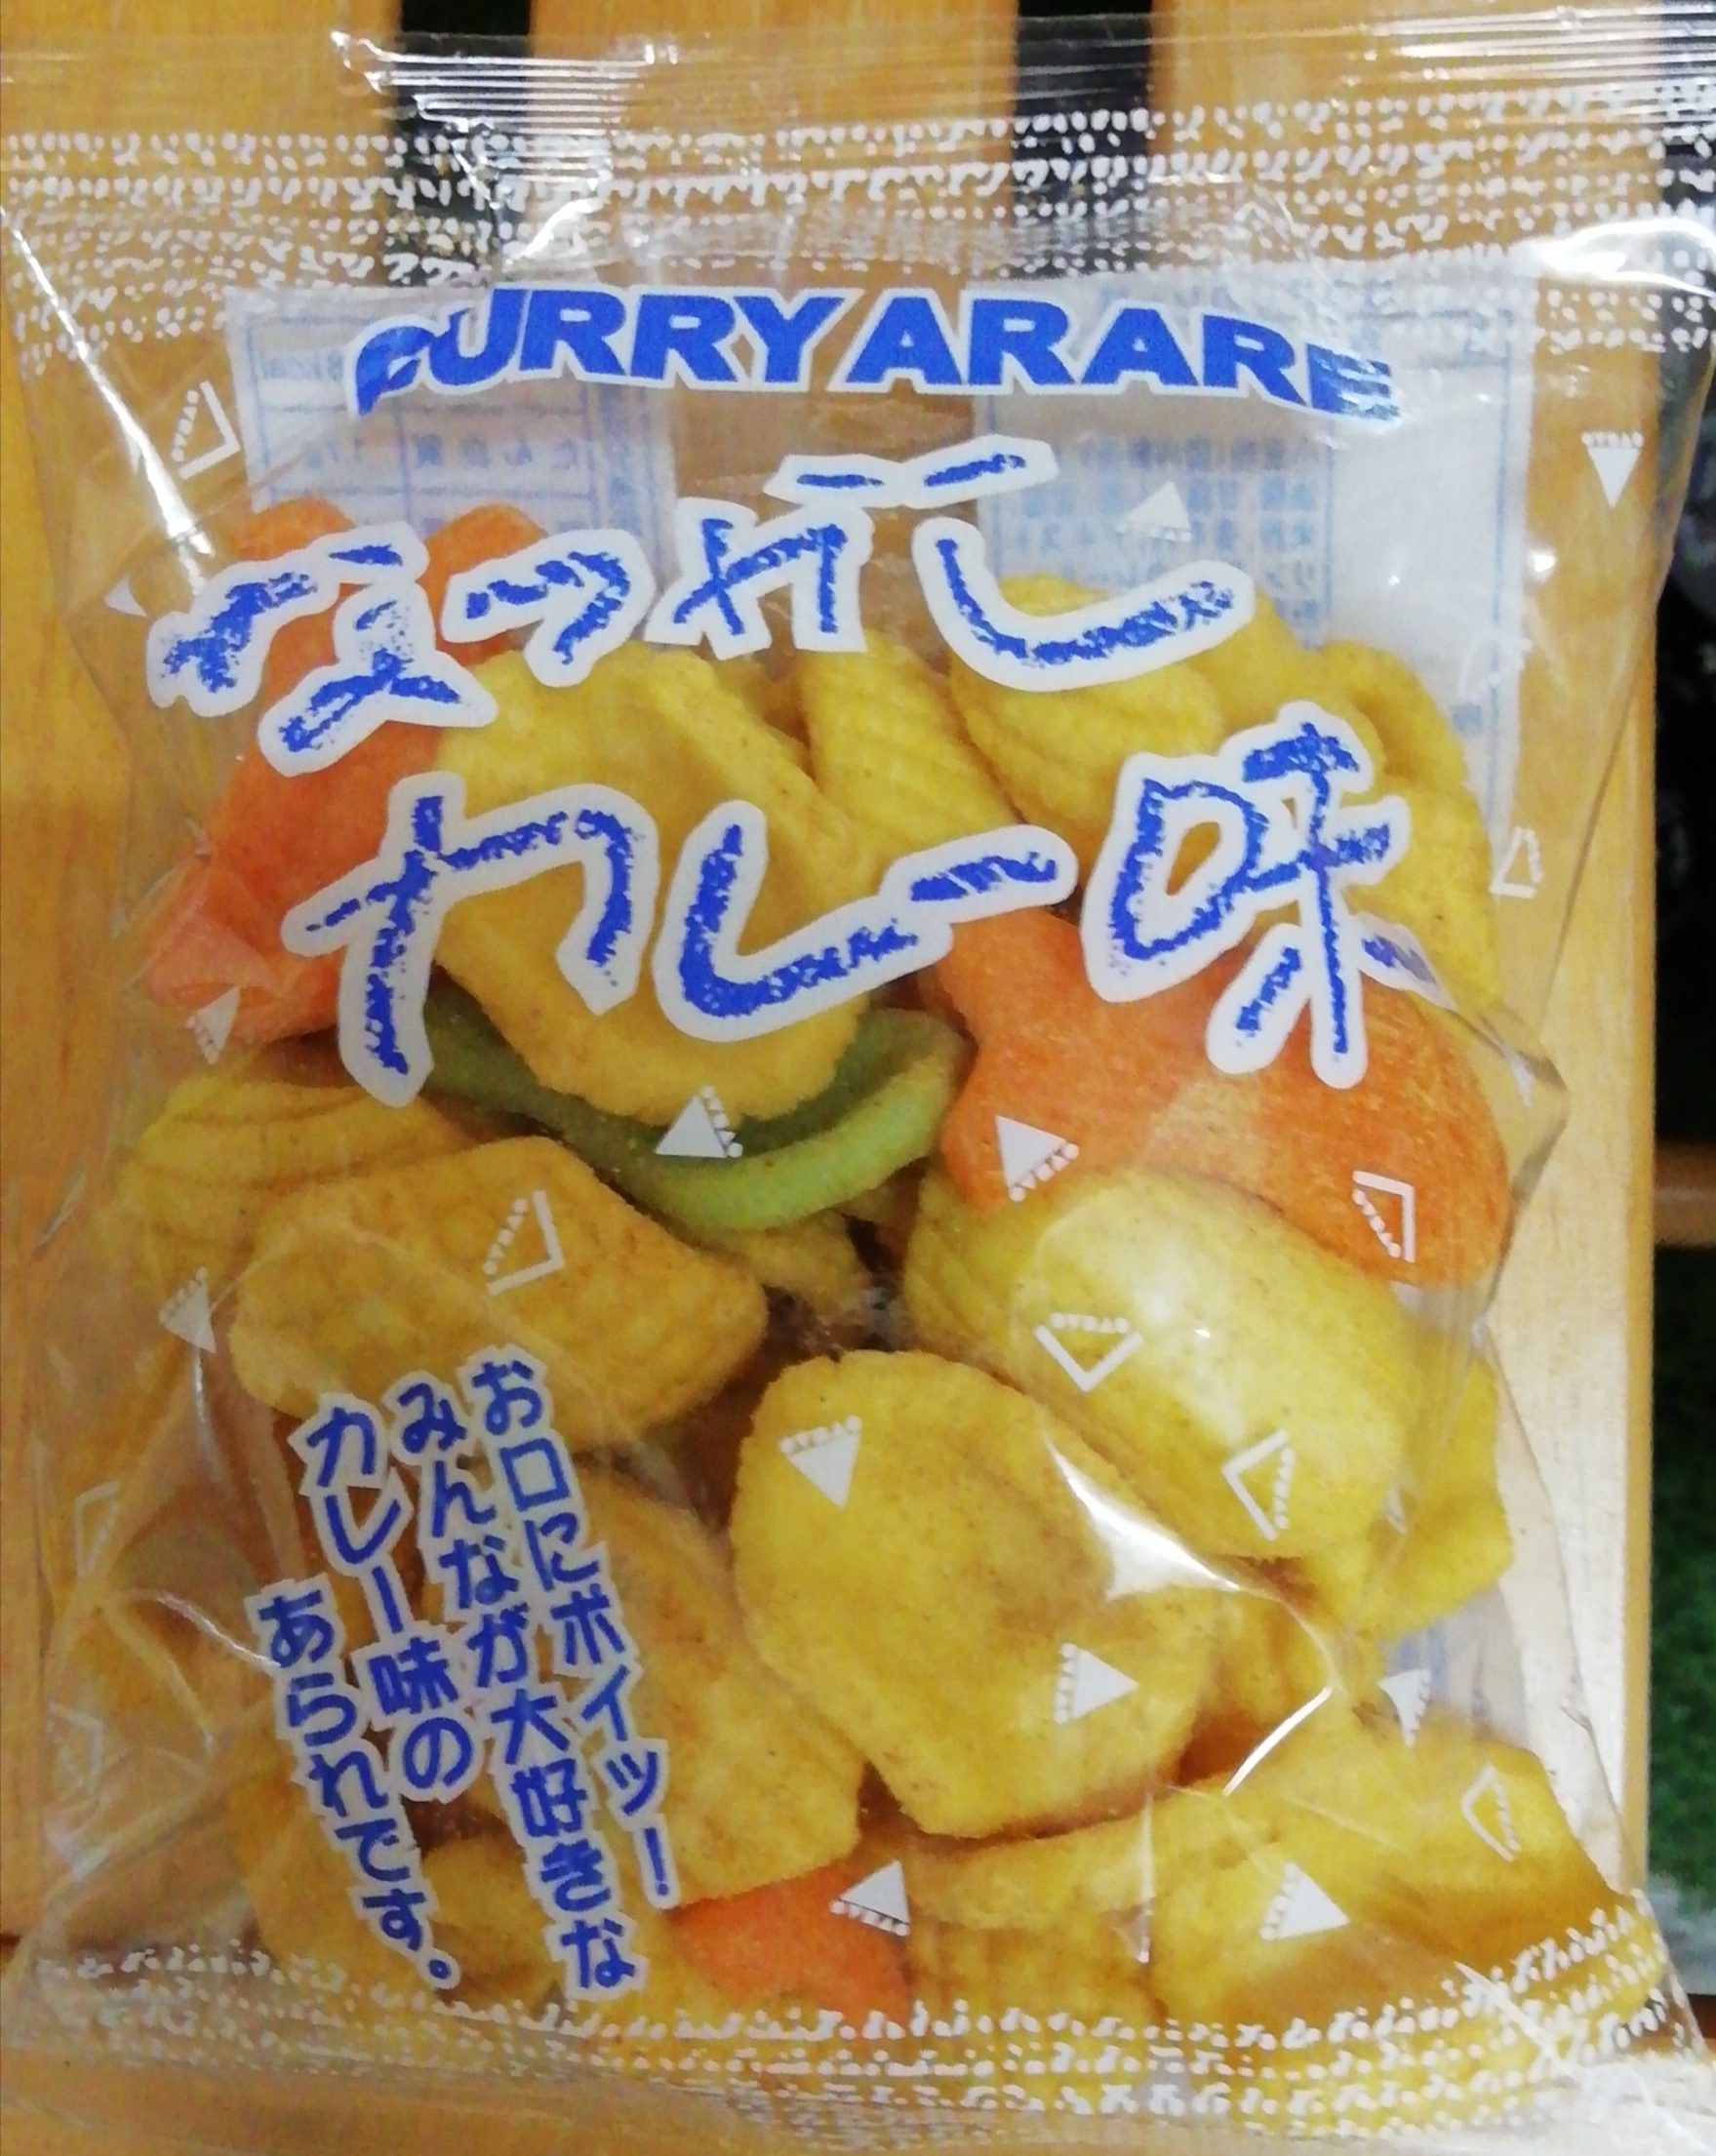 CURRY ARARE
なつかし
カレー味
お口にポイッ！
みんなが大好きな
カレー味の
あられです。